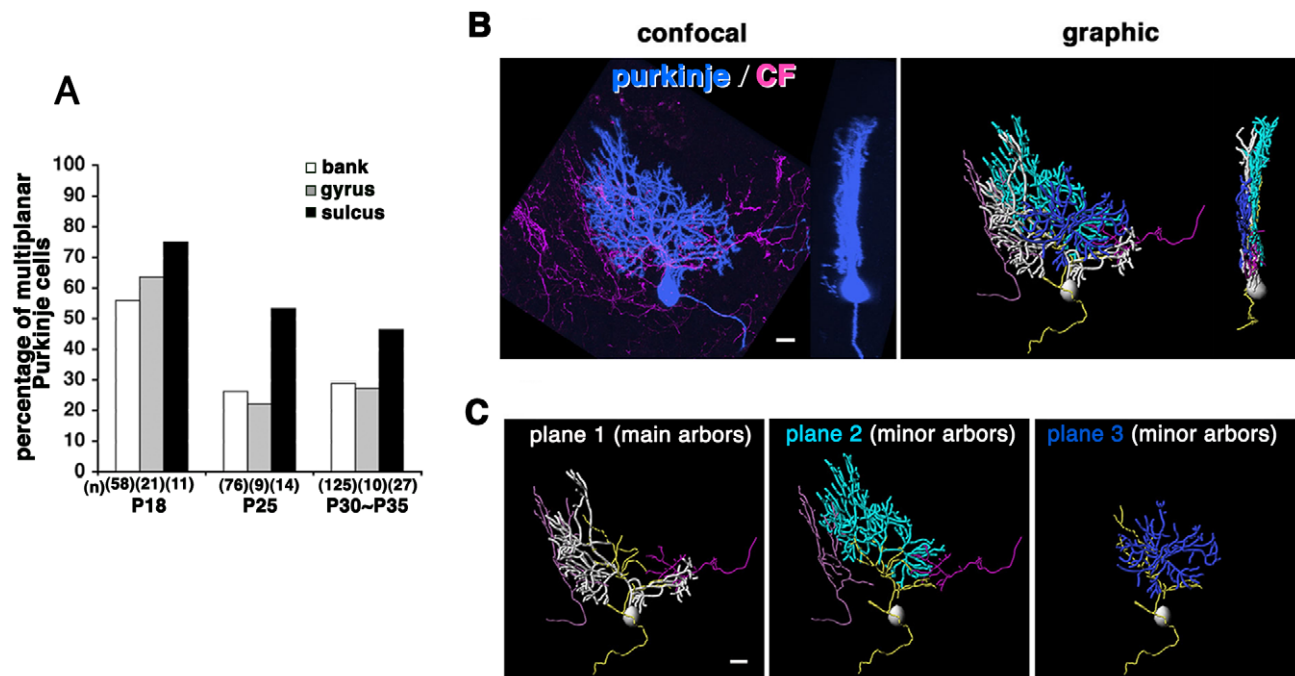 A
percentage of multiplanar
Purkinje cells
100
90
80
70
60
50
40
30
20
10
0
bank
gyrus
sulcus
(n)(58)(21)(11) (76)(9)(14) (125)(10)(27)
P18 P25 P30~P35
B
confocal graphic
purkinje / CF
C
plane 1 (main arbors) plane 2 (minor arbors) plane 3 (minor arbors)